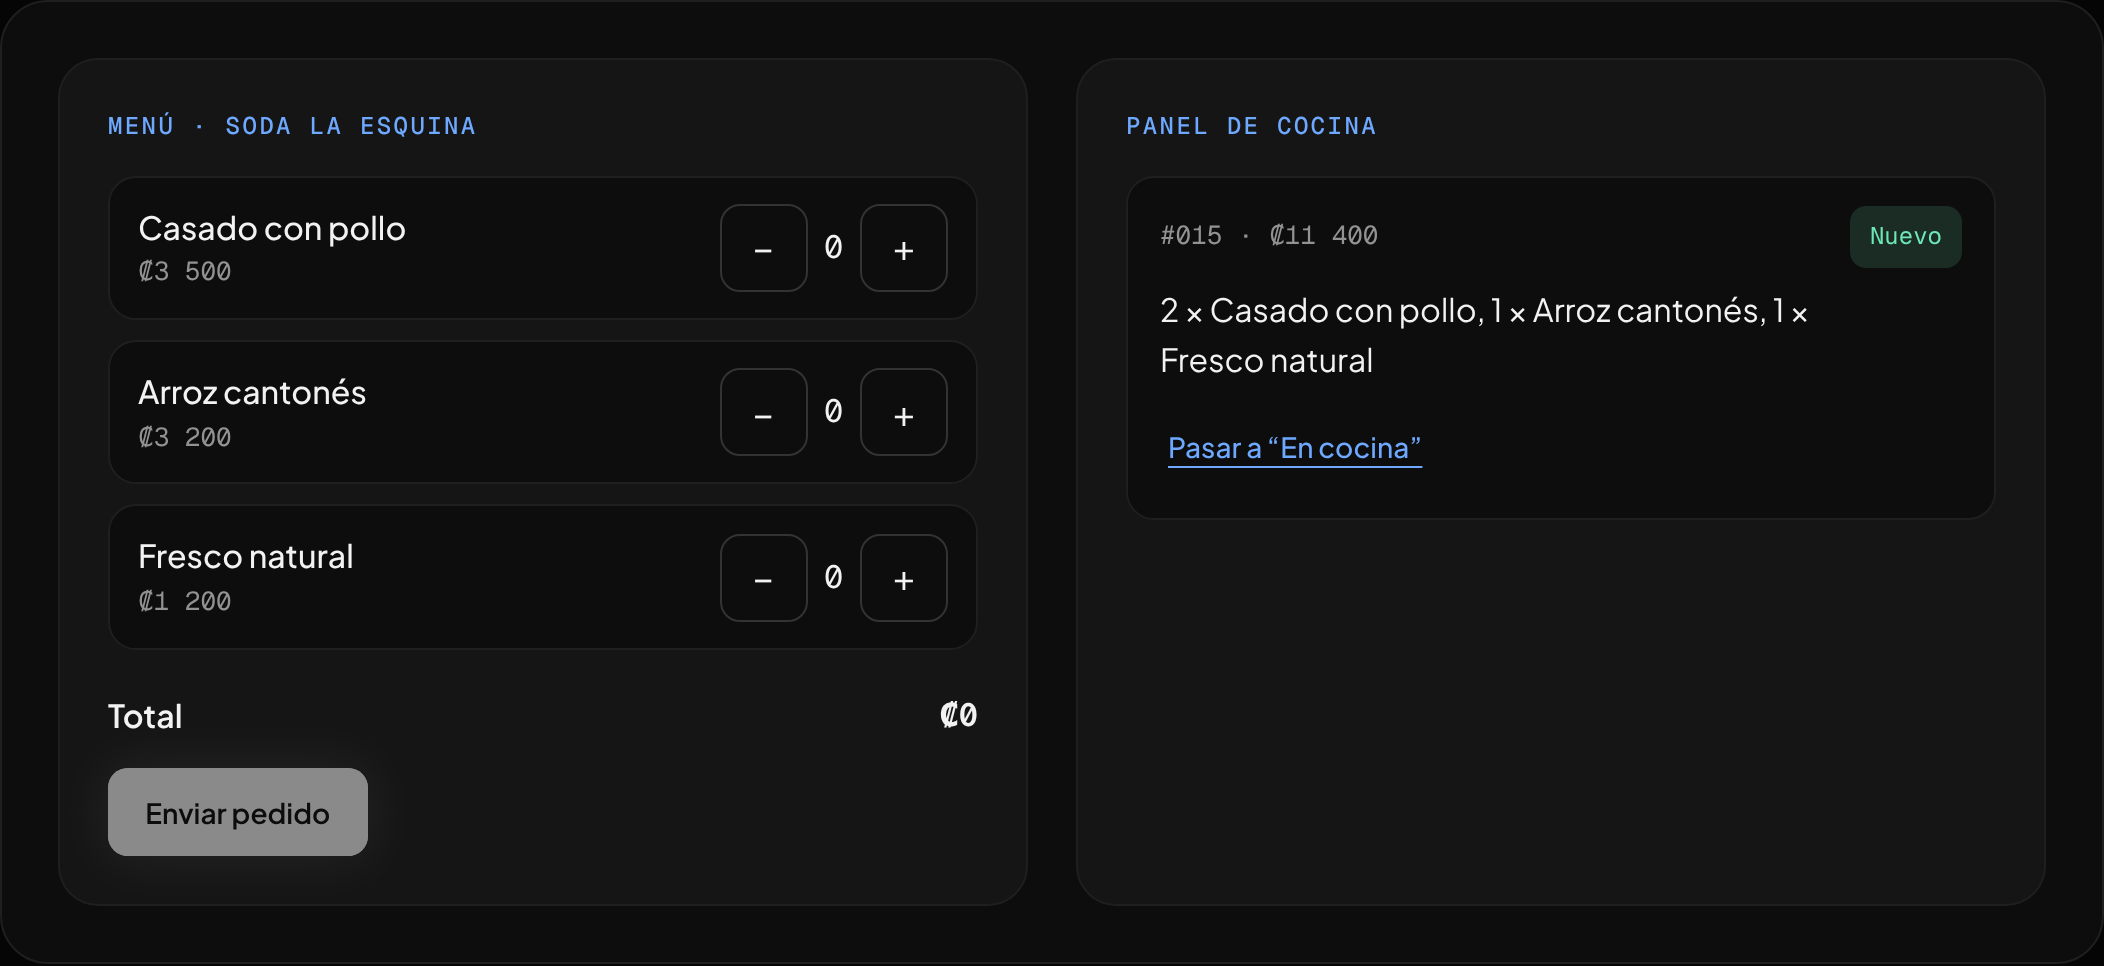 MENÚ · SODA LA ESQUINA
Casado con pollo
₡3 500
− 0 +
Arroz cantonés
₡3 200
− 0 +
Fresco natural
₡1 200
− 0 +
Total ₡0
Enviar pedido
PANEL DE COCINA
#015 · ₡11 400
Nuevo
2 × Casado con pollo, 1 × Arroz cantonés, 1 ×
Fresco natural
Pasar a “En cocina”